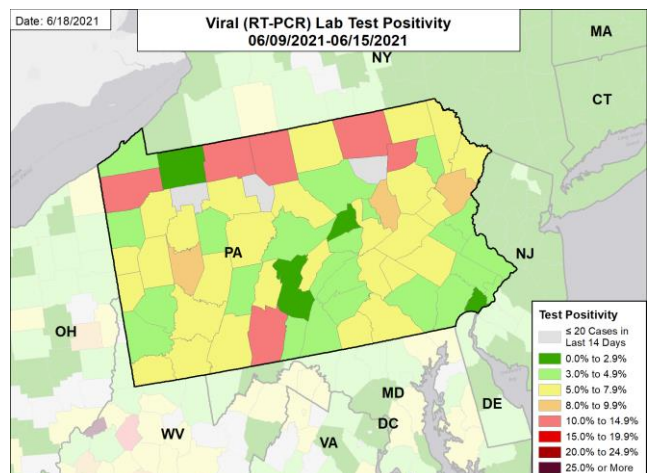 Date: 6/18/2021
Viral (RT-PCR) Lab Test Positivity
06/09/2021-06/15/2021
MA
NY
CT
PA
NJ
OH
MD
DE
DC
WV
VA
Test Positivity
≤ 20 Cases in
Last 14 Days
0.0% to 2.9%
3.0% to 4.9%
5.0% to 7.9%
8.0% to 9.9%
10.0% to 14.9%
15.0% to 19.9%
20.0% to 24.9%
25.0% or More